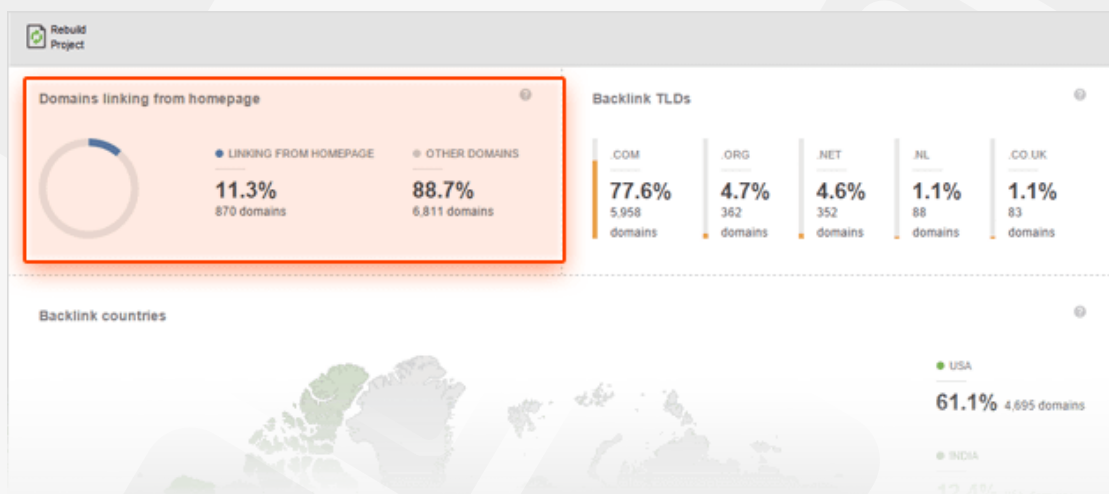 Rebuild
Project
Domains linking from homepage
LINKING FROM HOMEPAGE
11.3%
870 domains
OTHER DOMAINS
88.7%
6,811 domains
Backlink TLDs
.COM
77.6%
5,958
domains
.ORG
4.7%
362
domains
.NET
4.6%
352
domains
.NL
1.1%
88
domains
.CO.UK
1.1%
83
domains
Backlink countries
USA
61.1% 4,695 domains
INDIA